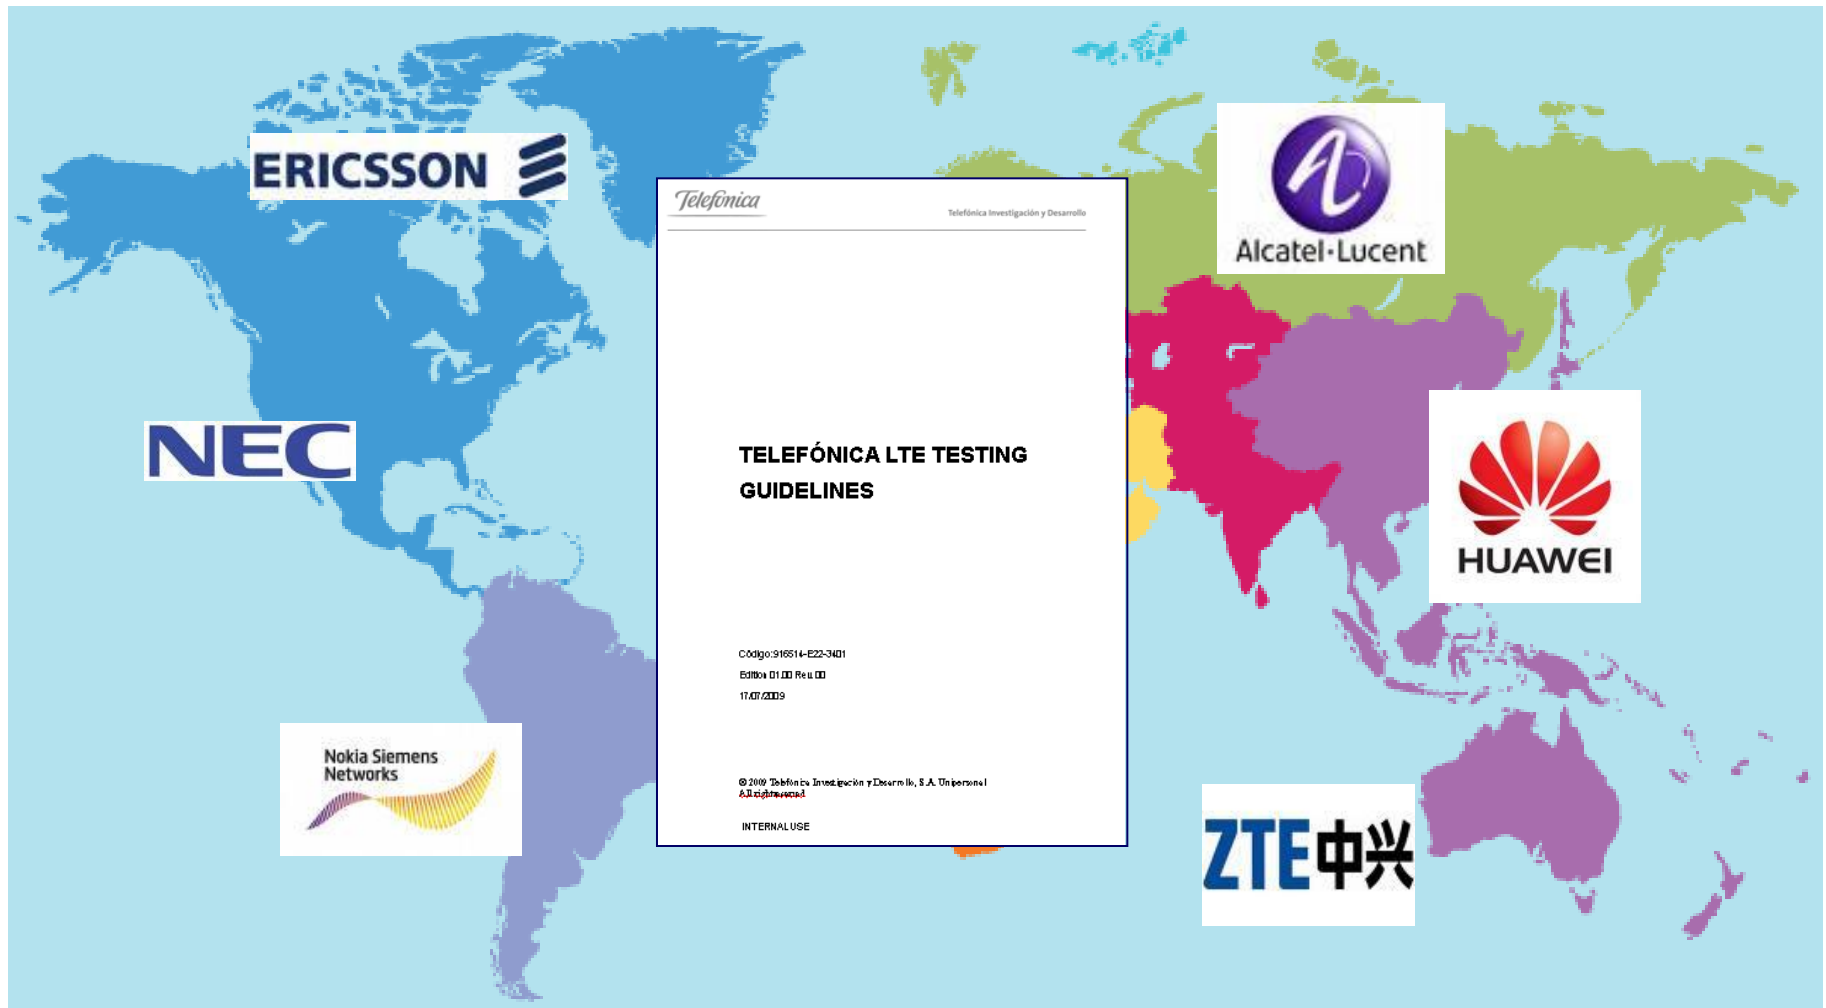 ERICSSON
Alcatel·Lucent
Telefónica
Telefónica Investigación y Desarrollo
NEC
HUAWEI
TELEFÓNICA LTE TESTING
GUIDELINES
Código:916514-E22-3401
Edition 01.00 Rev. 00
17/07/2009
Nokia Siemens
Networks
© 2009 Telefónica Investigación y Desarrollo, S.A. Unipersonal
All rights reserved
INTERNAL USE
ZTE中兴